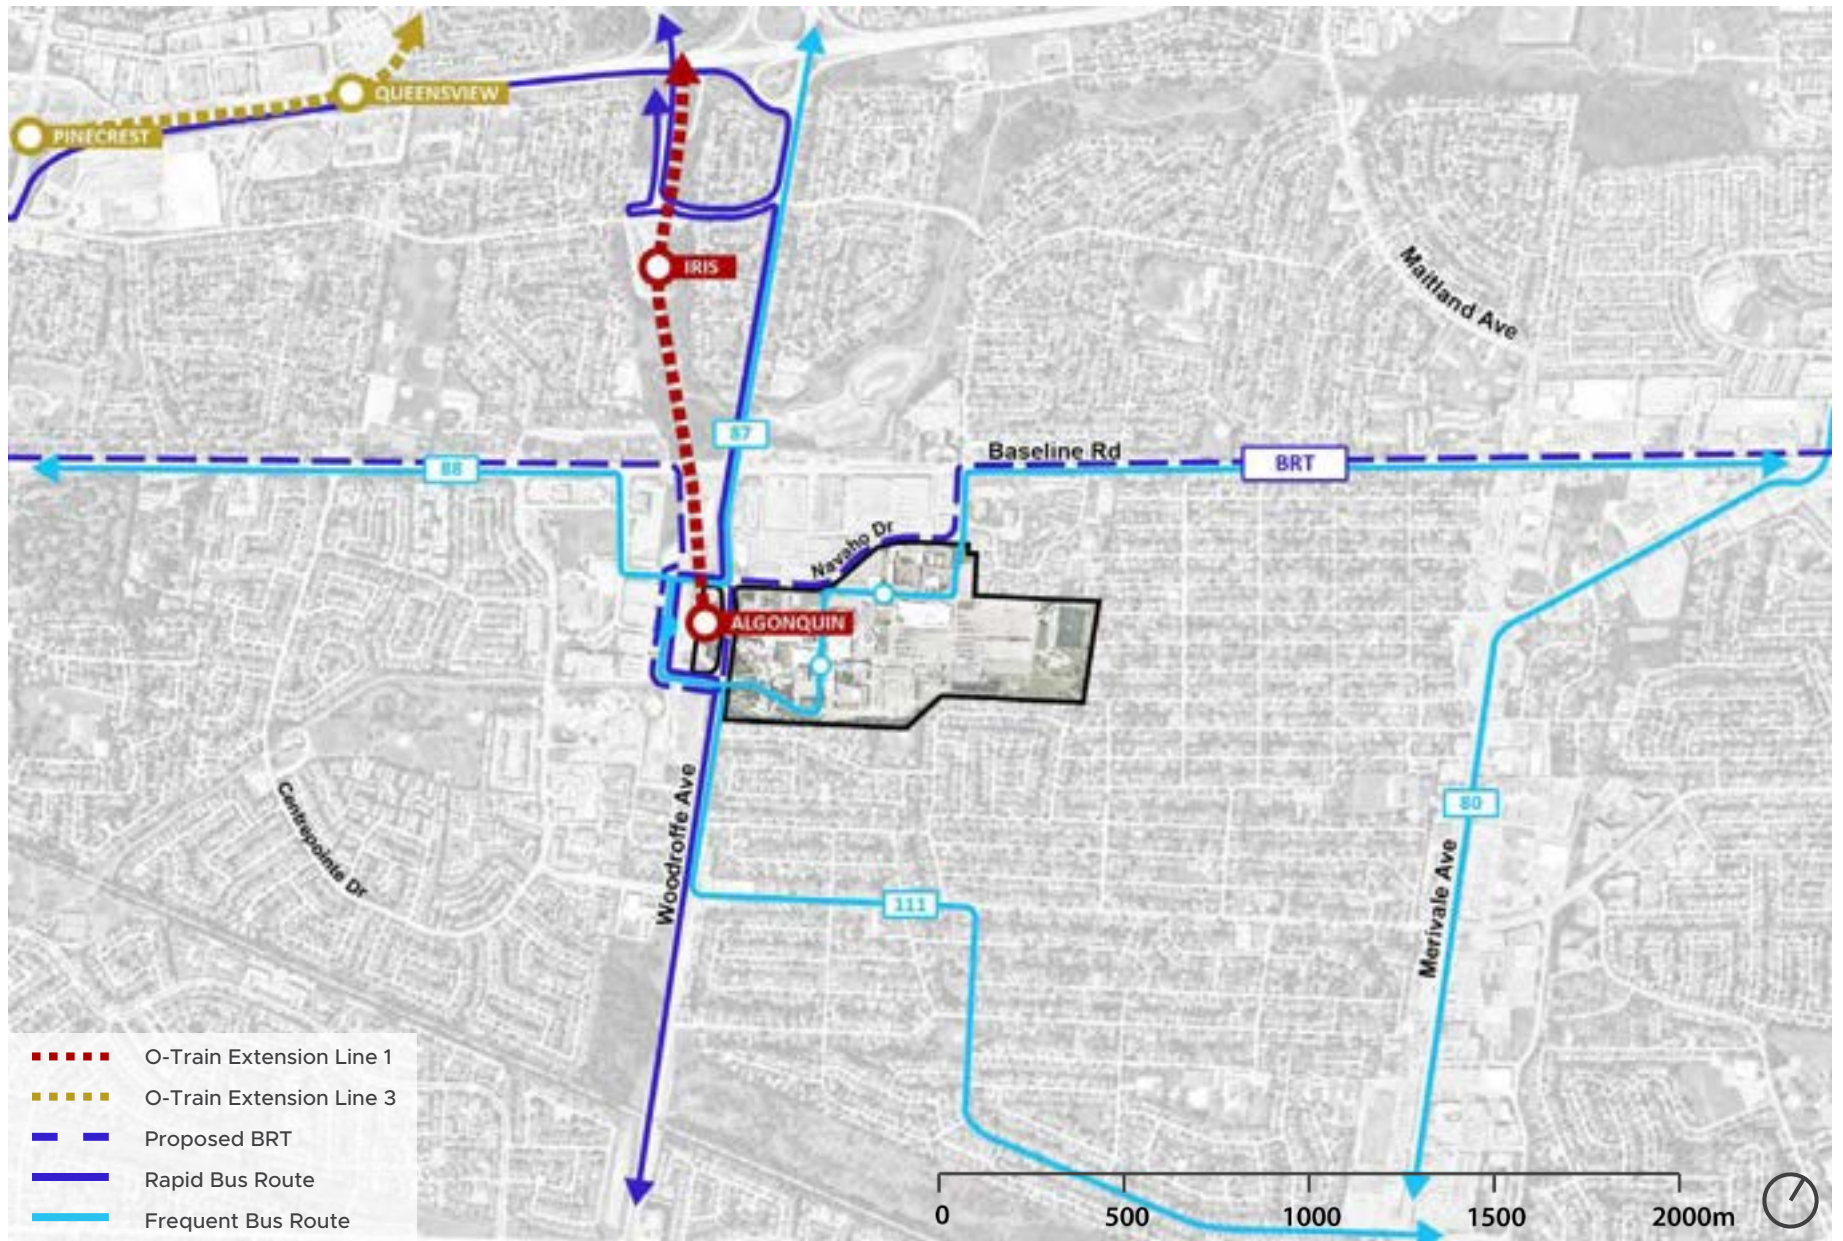 QUEENSVIEW
PINECREST
IRIS
Maitland Ave
87
88
Baseline Rd
BRT
Navaho Dr
ALGONQUIN
Woodroffe Ave
Centrepointe Dr
80
111
Merivale Ave
O-Train Extension Line 1
O-Train Extension Line 3
Proposed BRT
Rapid Bus Route
Frequent Bus Route
0 500 1000 1500 2000m